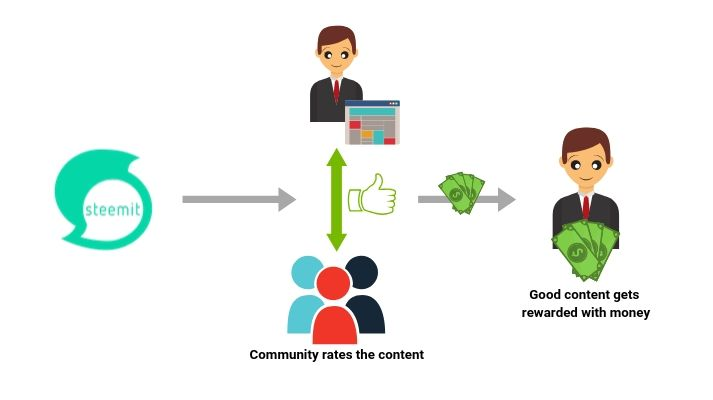 steemit
Community rates the content
Good content gets
rewarded with money